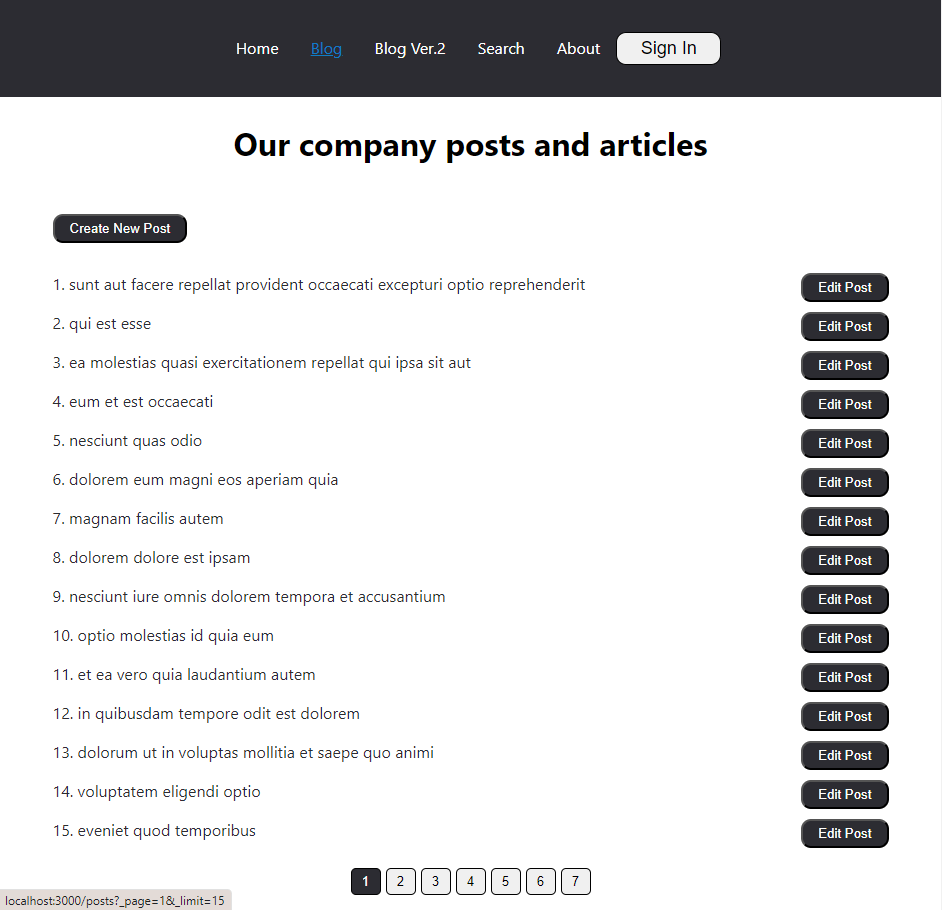 Home Blog Blog Ver.2 Search About Sign In
Our company posts and articles
Create New Post
1. sunt aut facere repellat provident occaecati excepturi optio reprehenderit Edit Post
2. qui est esse Edit Post
3. ea molestias quasi exercitationem repellat qui ipsa sit aut Edit Post
4. eum et est occaecati Edit Post
5. nesciunt quas odio Edit Post
6. dolorem eum magni eos aperiam quia Edit Post
7. magnam facilis autem Edit Post
8. dolorem dolore est ipsam Edit Post
9. nesciunt iure omnis dolorem tempora et accusantium Edit Post
10. optio molestias id quia eum Edit Post
11. et ea vero quia laudantium autem Edit Post
12. in quibusdam tempore odit est dolorem Edit Post
13. dolorum ut in voluptas mollitia et saepe quo animi Edit Post
14. voluptatem eligendi optio Edit Post
15. eveniet quod temporibus Edit Post
1 2 3 4 5 6 7
localhost:3000/posts?_page=1&_limit=15